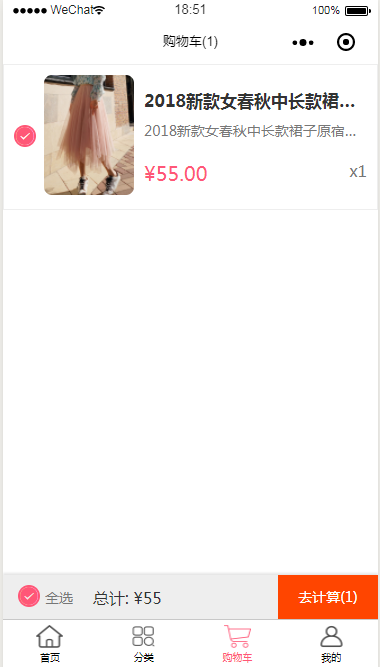 WeChat 18:51 100%
购物车(1)
2018新款女春秋中长款裙...
2018新款女春秋中长款裙子原宿...
¥55.00 x1
全选 总计: ¥55 去计算(1)
首页 分类 购物车 我的